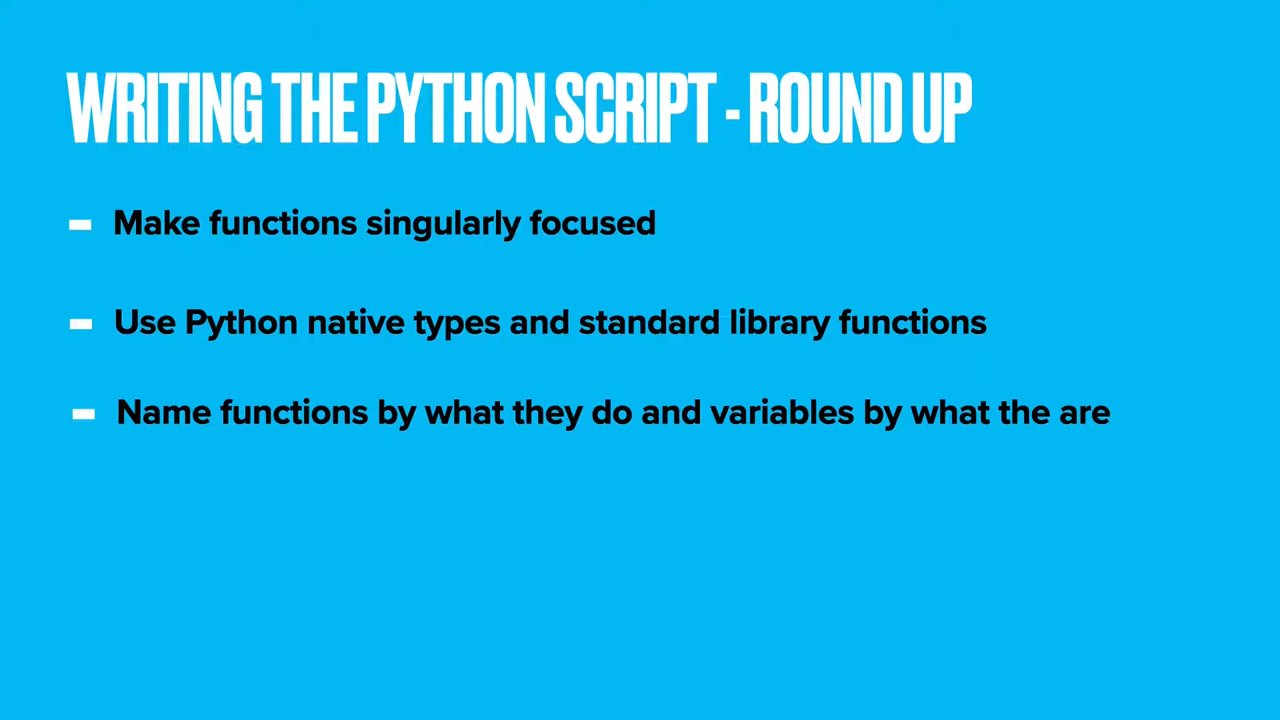 WRITING THE PYTHON SCRIPT - ROUND UP
- Make functions singularly focused
- Use Python native types and standard library functions
- Name functions by what they do and variables by what the are